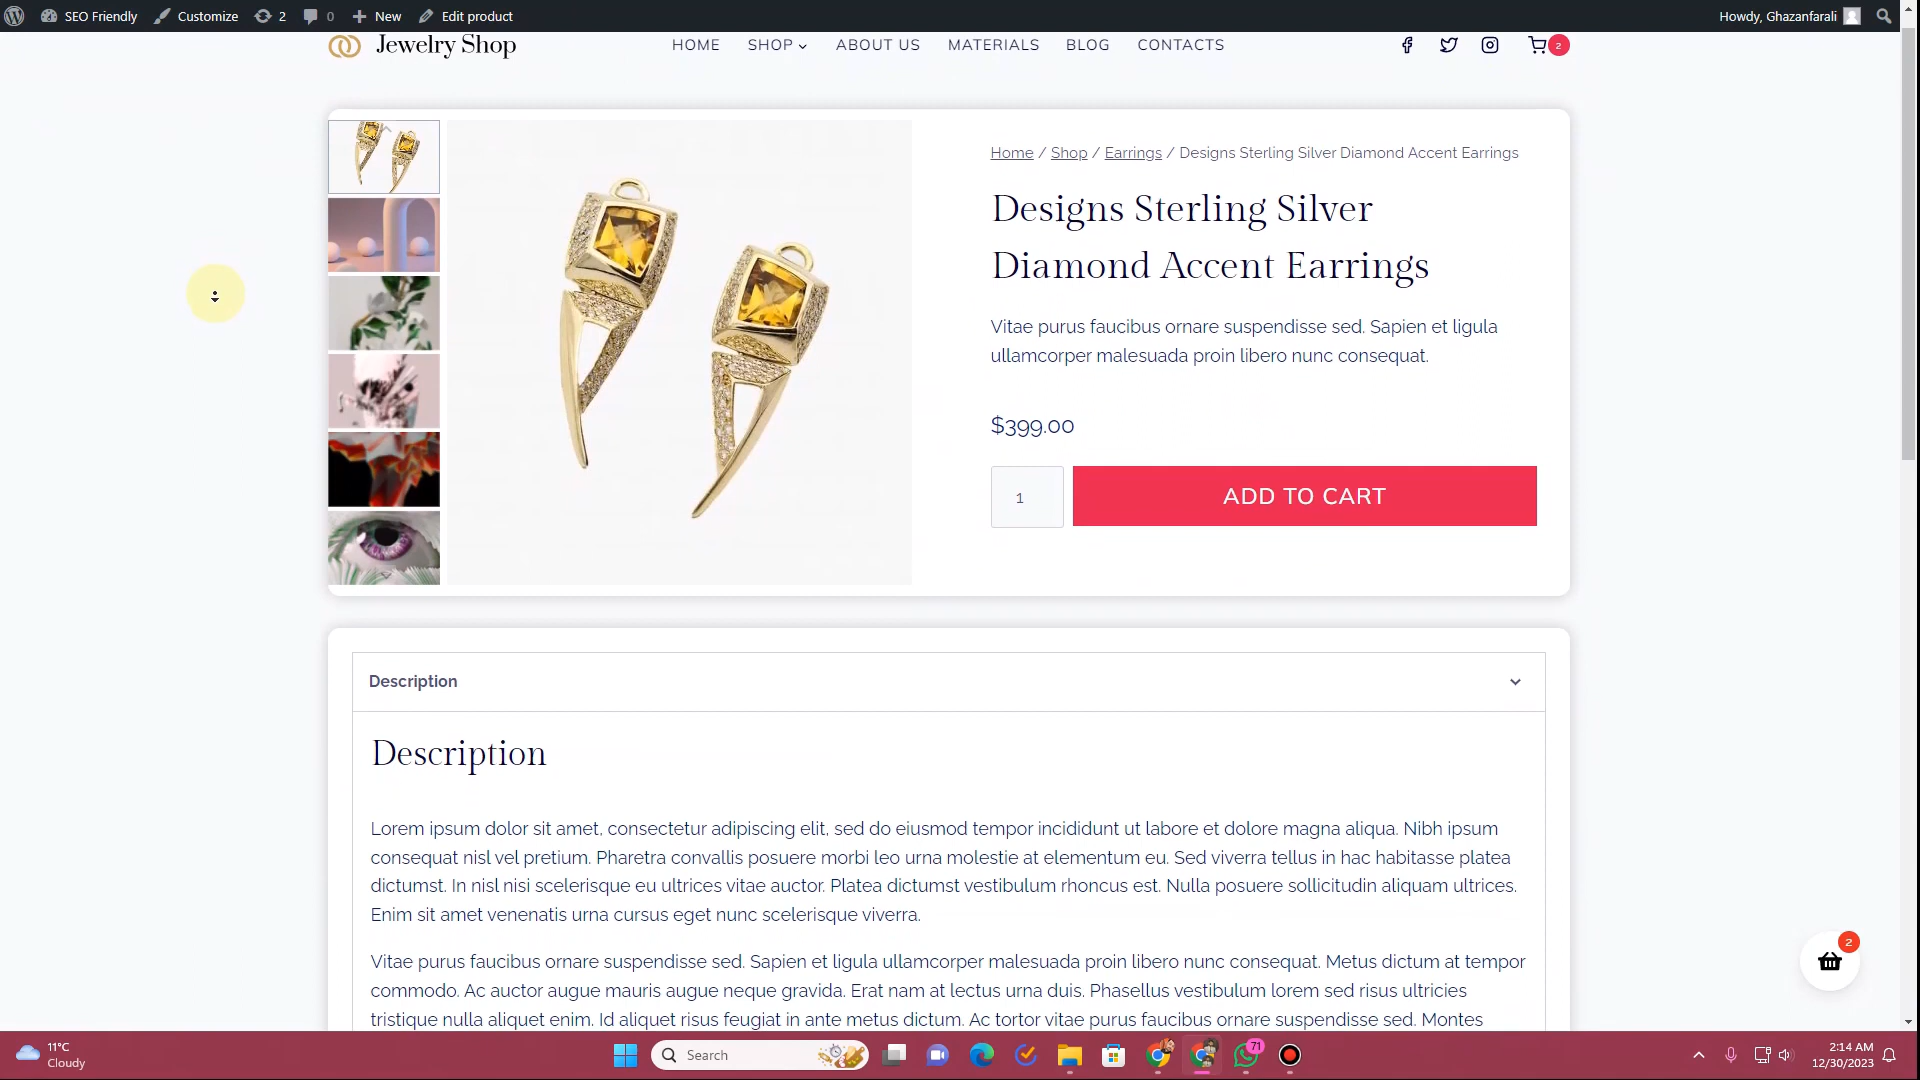 SEO Friendly Customize 2 0 New Edit product Howdy, Ghazanfarali
Jewelry Shop HOME SHOP ABOUT US MATERIALS BLOG CONTACTS 2
Home / Shop / Earrings / Designs Sterling Silver Diamond Accent Earrings
Designs Sterling Silver
Diamond Accent Earrings
Vitae purus faucibus ornare suspendisse sed. Sapien et ligula
ullamcorper malesuada proin libero nunc consequat.
$399.00
1 ADD TO CART
Description
Description
Lorem ipsum dolor sit amet, consectetur adipiscing elit, sed do eiusmod tempor incididunt ut labore et dolore magna aliqua. Nibh ipsum
consequat nisl vel pretium. Pharetra convallis posuere morbi leo urna molestie at elementum eu. Sed viverra tellus in hac habitasse platea
dictumst. In nisl nisi scelerisque eu ultrices vitae auctor. Platea dictumst vestibulum rhoncus est. Nulla posuere sollicitudin aliquam ultrices.
Enim sit amet venenatis urna cursus eget nunc scelerisque viverra.
Vitae purus faucibus ornare suspendisse sed. Sapien et ligula ullamcorper malesuada proin libero nunc consequat. Metus dictum at tempor
commodo. Ac auctor augue mauris augue neque gravida. Erat nam at lectus urna duis. Phasellus vestibulum lorem sed risus ultricies
tristique nulla aliquet enim. Id aliquet risus feugiat in ante metus dictum. Ac tortor vitae purus faucibus ornare suspendisse sed. Montes
2
11°C
Cloudy
Search
71
2:14 AM
12/30/2023